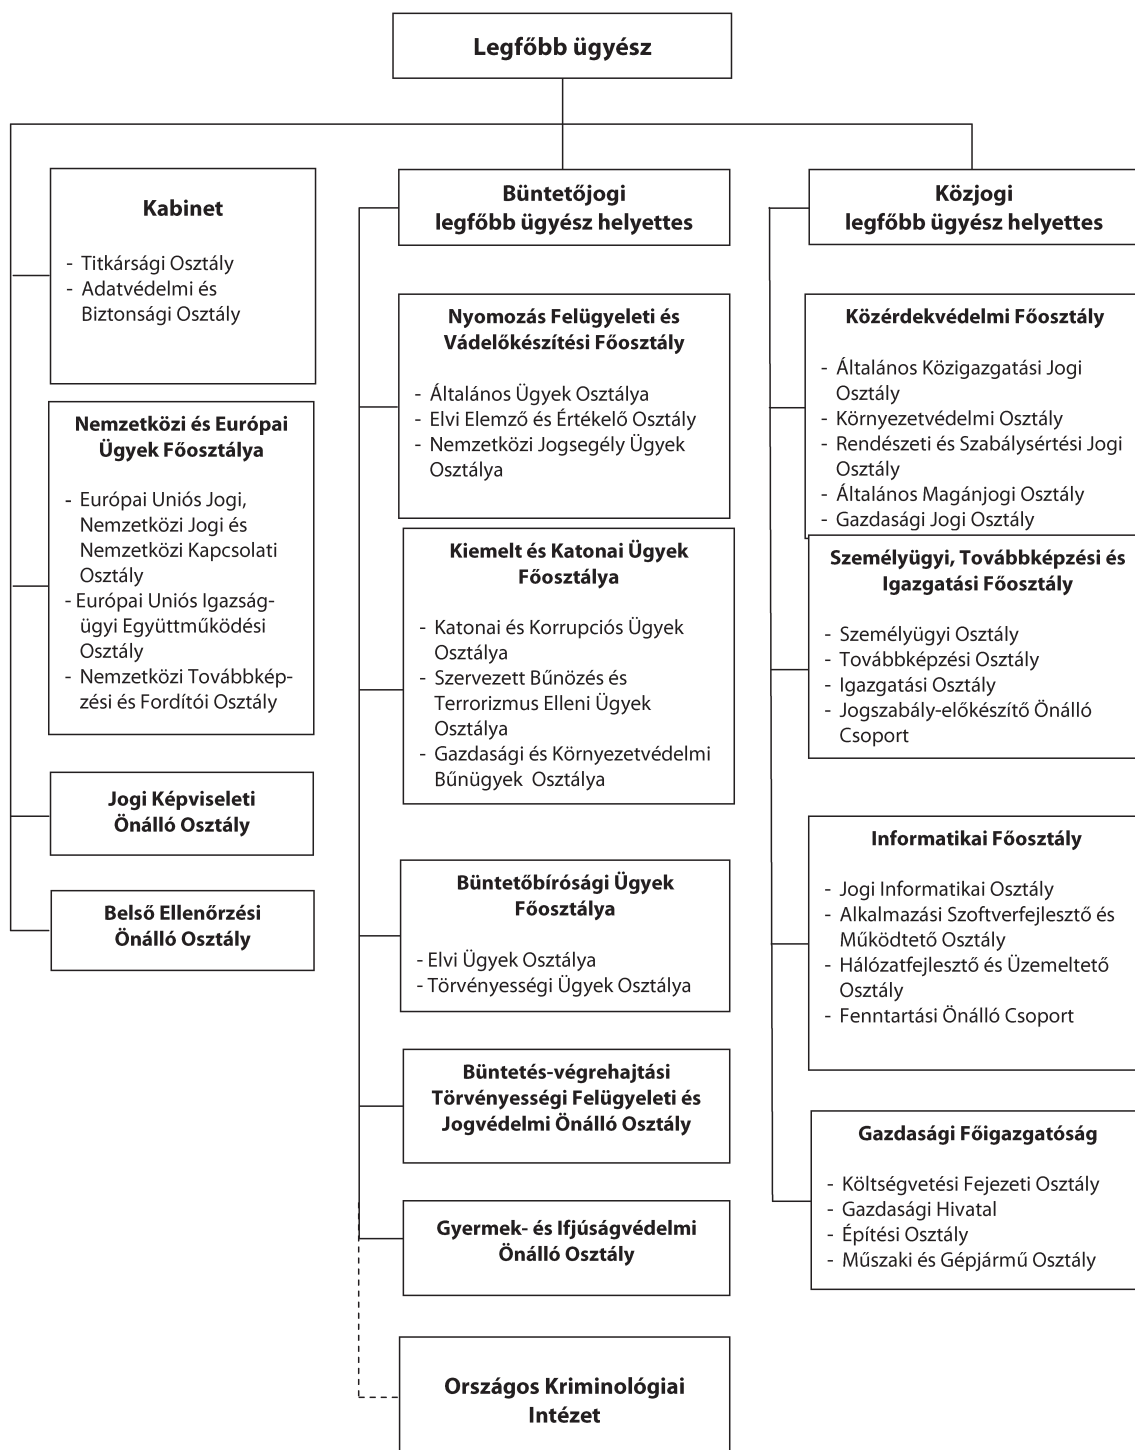 Legfőbb ügyész
Kabinet
- Titkársági Osztály
- Adatvédelmi és
Biztonsági Osztály
Nemzetközi és Európai
Ügyek Főosztálya
- Európai Uniós Jogi,
Nemzetközi Jogi és
Nemzetközi Kapcsolati
Osztály
- Európai Uniós Igazság-
ügyi Együttműködési
Osztály
- Nemzetközi Továbbkép-
zési és Fordítói Osztály
Jogi Képviseleti
Önálló Osztály
Belső Ellenőrzési
Önálló Osztály
Büntetőjogi
legfőbb ügyész helyettes
Nyomozás Felügyeleti és
Vádelőkészítési Főosztály
- Általános Ügyek Osztálya
- Elvi Elemző és Értékelő Osztály
- Nemzetközi Jogsegély Ügyek
Osztálya
Kiemelt és Katonai Ügyek
Főosztálya
- Katonai és Korrupciós Ügyek
Osztálya
- Szervezett Bűnözés és
Terrorizmus Elleni Ügyek
Osztálya
- Gazdasági és Környezetvédelmi
Bűnügyek Osztálya
Büntetőbírósági Ügyek
Főosztálya
- Elvi Ügyek Osztálya
- Törvényességi Ügyek Osztálya
Büntetés-végrehajtási
Törvényességi Felügyeleti és
Jogvédelmi Önálló Osztály
Gyermek- és Ifjúságvédelmi
Önálló Osztály
Országos Kriminológiai
Intézet
Közjogi
legfőbb ügyész helyettes
Közérdekvédelmi Főosztály
- Általános Közigazgatási Jogi
Osztály
- Környezetvédelmi Osztály
- Rendészeti és Szabálysértési Jogi
Osztály
- Általános Magánjogi Osztály
- Gazdasági Jogi Osztály
Személyügyi, Továbbképzési és
Igazgatási Főosztály
- Személyügyi Osztály
- Továbbképzési Osztály
- Igazgatási Osztály
- Jogszabály-előkészítő Önálló
Csoport
Informatikai Főosztály
- Jogi Informatikai Osztály
- Alkalmazási Szoftverfejlesztő és
Működtető Osztály
- Hálózatfejlesztő és Üzemeltető
Osztály
- Fenntartási Önálló Csoport
Gazdasági Főigazgatóság
- Költségvetési Fejezeti Osztály
- Gazdasági Hivatal
- Építési Osztály
- Műszaki és Gépjármű Osztály